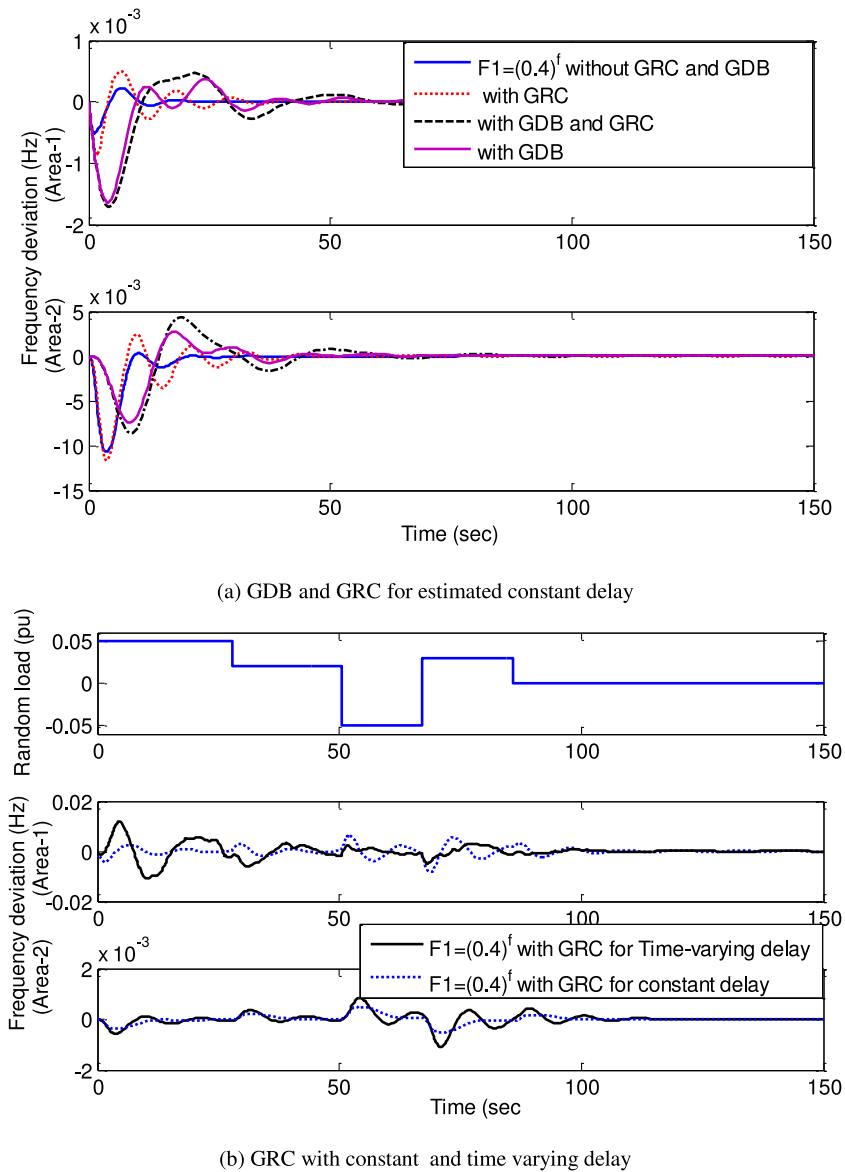 x 10^-3
1
0
-1
-2
0
50
100
150
Frequency deviation (Hz)
(Area-1)
(Area-2)
F1=(0.4)^f without GRC and GDB
with GRC
with GDB and GRC
with GDB
x 10^-3
5
0
-5
-10
-15
0
50
100
150
Time (sec)
(a) GDB and GRC for estimated constant delay
Random load (pu)
0.05
0
-0.05
0
50
100
150
Frequency deviation (Hz)
(Area-1)
(Area-2)
0.02
0
-0.02
0
50
100
150
x 10^-3
F1=(0.4)^f with GRC for Time-varying delay
F1=(0.4)^f with GRC for constant delay
2
0
-2
0
50
100
150
Time (sec
(b) GRC with constant and time varying delay